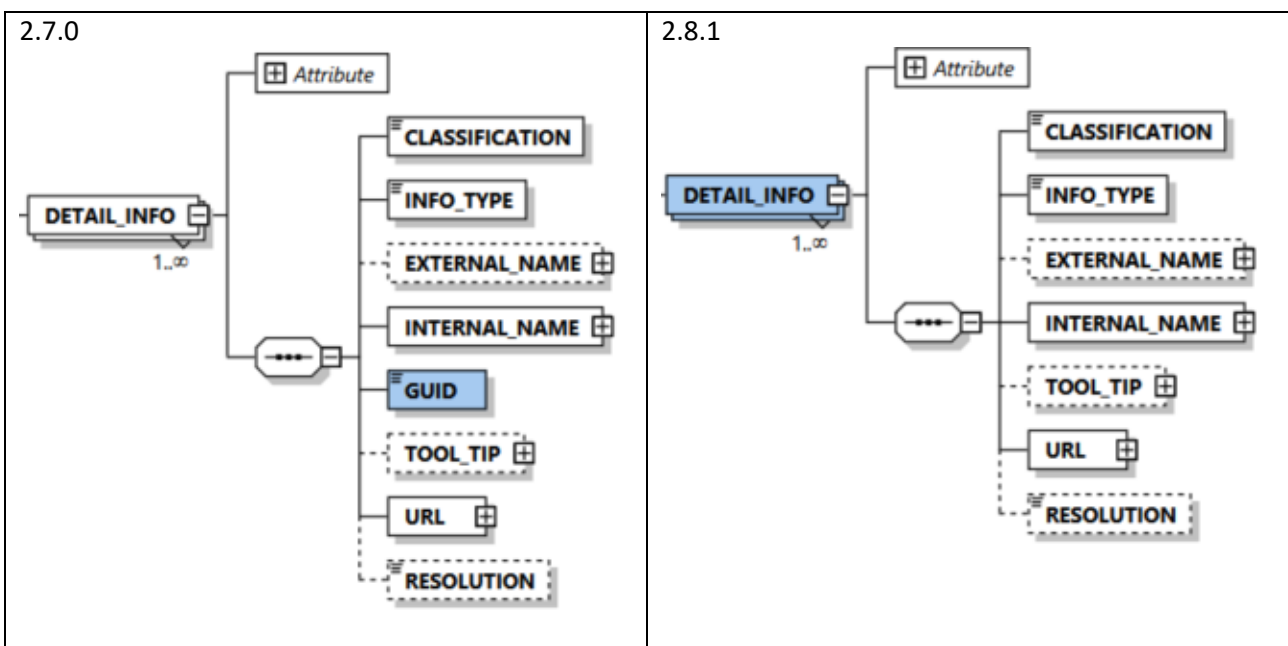 2.7.0
Attribute
CLASSIFICATION
INFO_TYPE
DETAIL_INFO
1..∞
EXTERNAL_NAME
INTERNAL_NAME
GUID
TOOL_TIP
URL
RESOLUTION
2.8.1
Attribute
CLASSIFICATION
INFO_TYPE
DETAIL_INFO
1..∞
EXTERNAL_NAME
INTERNAL_NAME
TOOL_TIP
URL
RESOLUTION